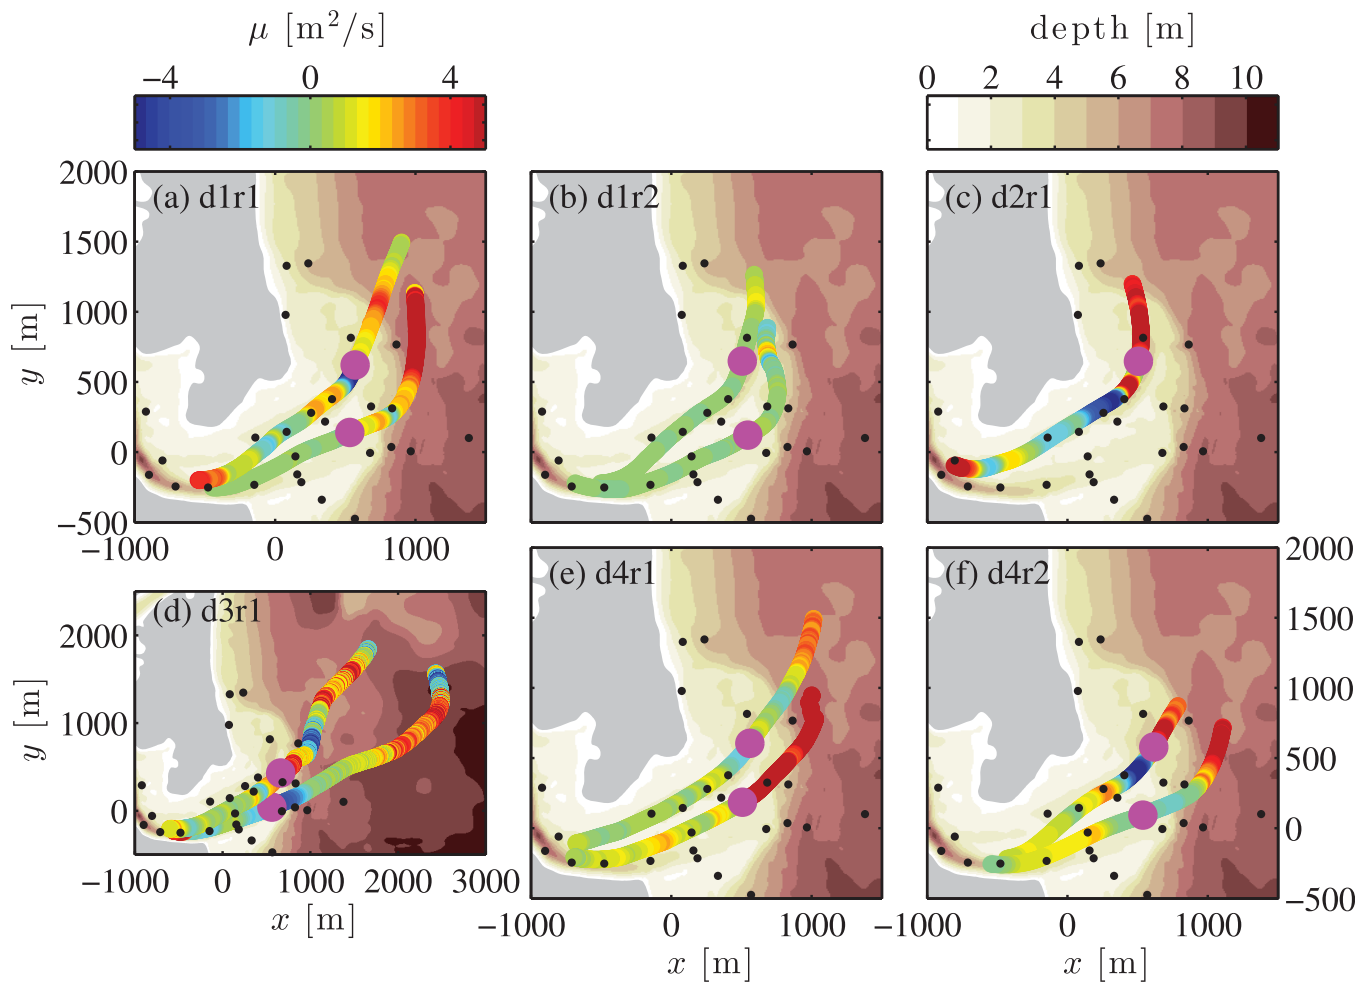 μ [m²/s]
depth [m]
−4 0 4
0 2 4 6 8 10
2000
1500
1000
500
0
−500
y [m]
(a) d1r1
(b) d1r2
(c) d2r1
−1000 0 1000
(d) d3r1
(e) d4r1
(f) d4r2
2000
1000
0
y [m]
2000
1500
1000
500
0
−500
−1000 0 1000 2000 3000
x [m]
−1000 0 1000
x [m]
−1000 0 1000
x [m]